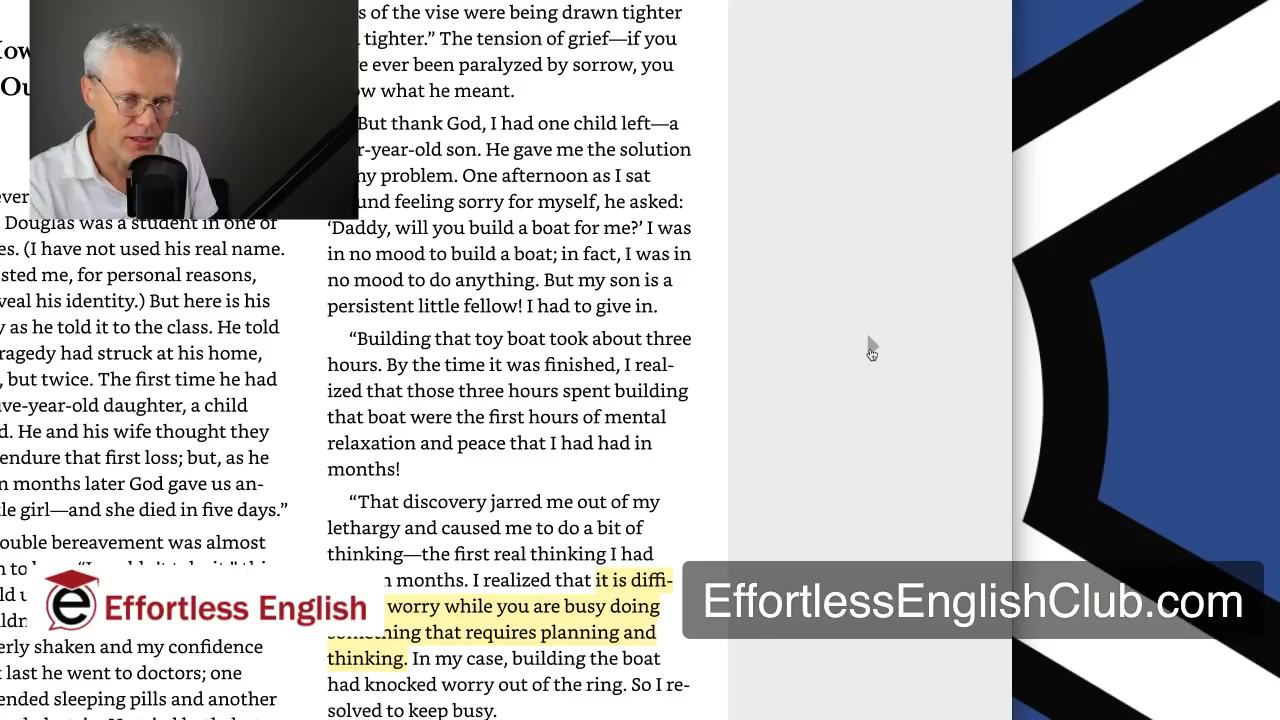 ever
Douglas was a student in one of
es. (I have not used his real name.
sted me, for personal reasons,
veal his identity.) But here is his
y as he told it to the class. He told
ragedy had struck at his home,
, but twice. The first time he had
ive-year-old daughter, a child
d. He and his wife thought they
endure that first loss; but, as he
n months later God gave us an-
tle girl—and she died in five days.”
ouble bereavement was almost
erly shaken and my confidence
t last he went to doctors; one
ended sleeping pills and another
s of the vise were being drawn tighter
tighter.” The tension of grief—if you
e ever been paralyzed by sorrow, you
ow what he meant.
But thank God, I had one child left—a
r-year-old son. He gave me the solution
ny problem. One afternoon as I sat
und feeling sorry for myself, he asked:
‘Daddy, will you build a boat for me?’ I was
in no mood to build a boat; in fact, I was in
no mood to do anything. But my son is a
persistent little fellow! I had to give in.
“Building that toy boat took about three
hours. By the time it was finished, I real-
ized that those three hours spent building
that boat were the first hours of mental
relaxation and peace that I had had in
months!
“That discovery jarred me out of my
lethargy and caused me to do a bit of
thinking—the first real thinking I had
n months. I realized that it is diffi-
worry while you are busy doing
something that requires planning and
thinking. In my case, building the boat
had knocked worry out of the ring. So I re-
solved to keep busy.
e Effortless English
EffortlessEnglishClub.com